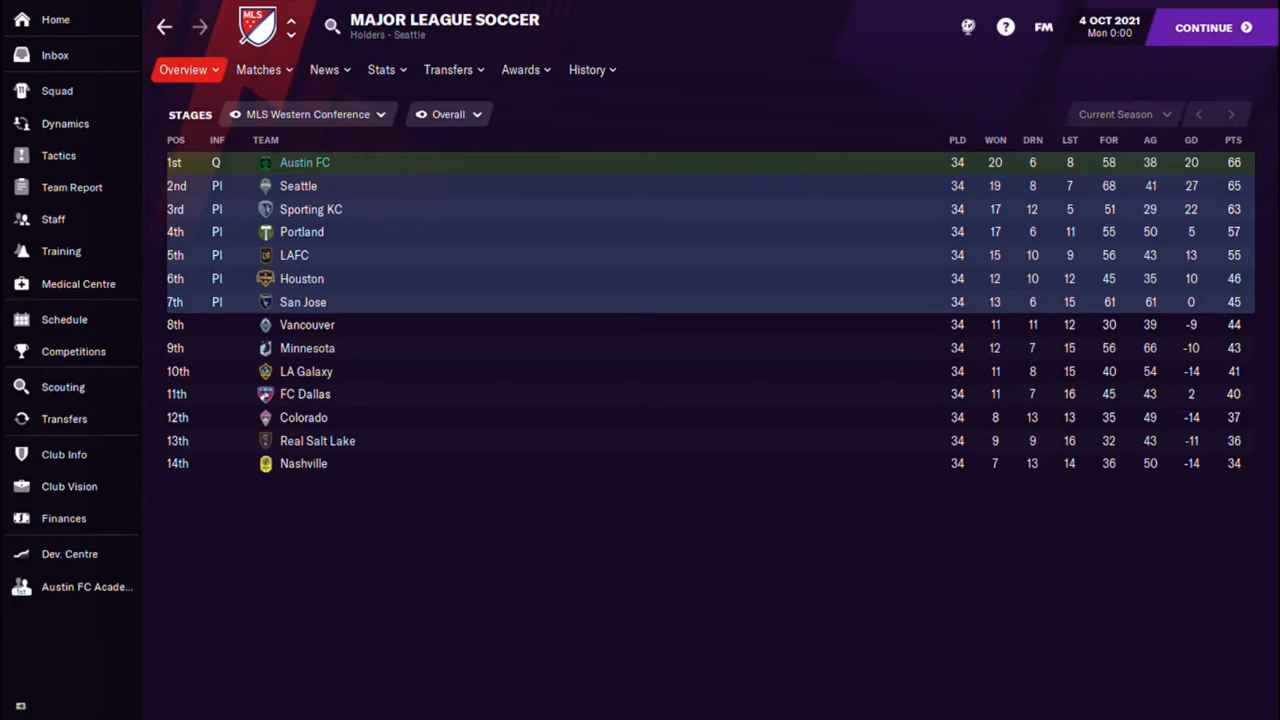 Home
Inbox
Squad
Dynamics
Tactics
Team Report
Staff
Training
Medical Centre
Schedule
Competitions
Scouting
Transfers
Club Info
Club Vision
Finances
Dev. Centre
1st Austin FC Acade...
MLS
MAJOR LEAGUE SOCCER
Holders - Seattle
? FM
4 OCT 2021
Mon 0:00
CONTINUE
Overview Matches News Stats Transfers Awards History
STAGES MLS Western Conference Overall Current Season
POS INF TEAM PLD WON DRN LST FOR AG GD PTS
1st Q Austin FC 34 20 6 8 58 38 20 66
2nd PI Seattle 34 19 8 7 68 41 27 65
3rd PI Sporting KC 34 17 12 5 51 29 22 63
4th PI Portland 34 17 6 11 55 50 5 57
5th PI LAFC 34 15 10 9 56 43 13 55
6th PI Houston 34 12 10 12 45 35 10 46
7th PI San Jose 34 13 6 15 61 61 0 45
8th Vancouver 34 11 11 12 30 39 -9 44
9th Minnesota 34 12 7 15 56 66 -10 43
10th LA Galaxy 34 11 8 15 40 54 -14 41
11th FC Dallas 34 11 7 16 45 43 2 40
12th Colorado 34 8 13 13 35 49 -14 37
13th Real Salt Lake 34 9 9 16 32 43 -11 36
14th Nashville 34 7 13 14 36 50 -14 34